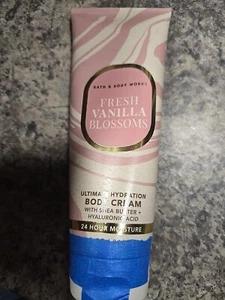 BATH & BODY WORKS
FRESH
VANILLA
BLOSSOMS
ULTIMATE HYDRATION
BODY CREAM
WITH SHEA BUTTER +
HYALURONIC ACID
24 HOUR MOISTURE